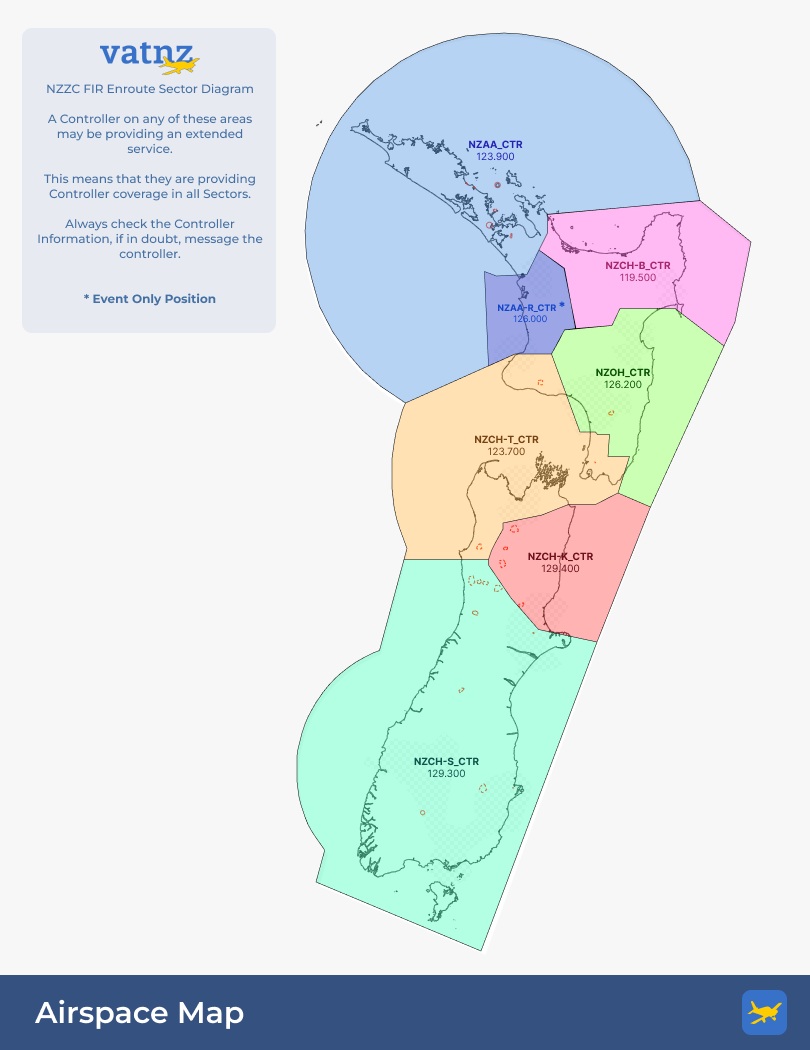 vatnz
NZZC FIR Enroute Sector Diagram
A Controller on any of these areas
may be providing an extended
service.
This means that they are providing
Controller coverage in all Sectors.
Always check the Controller
Information, if in doubt, message the
controller.
* Event Only Position
NZAA_CTR
123.900
NZCH-B_CTR
119.500
NZAA-R_CTR *
126.000
NZOH_CTR
126.200
NZCH-T_CTR
123.700
NZCH-K_CTR
129.400
NZCH-S_CTR
129.300
Airspace Map